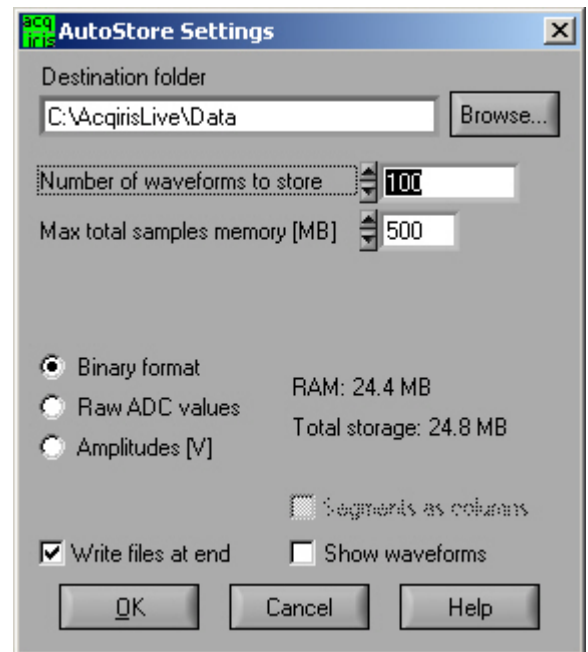 acq
iris
AutoStore Settings
Destination folder
C:\AcqirisLive\Data
Browse...
Number of waveforms to store
100
Max total samples memory [MB]
500
Binary format
Raw ADC values
Amplitudes [V]
RAM: 24.4 MB
Total storage: 24.8 MB
Segments as columns
Write files at end
Show waveforms
OK
Cancel
Help